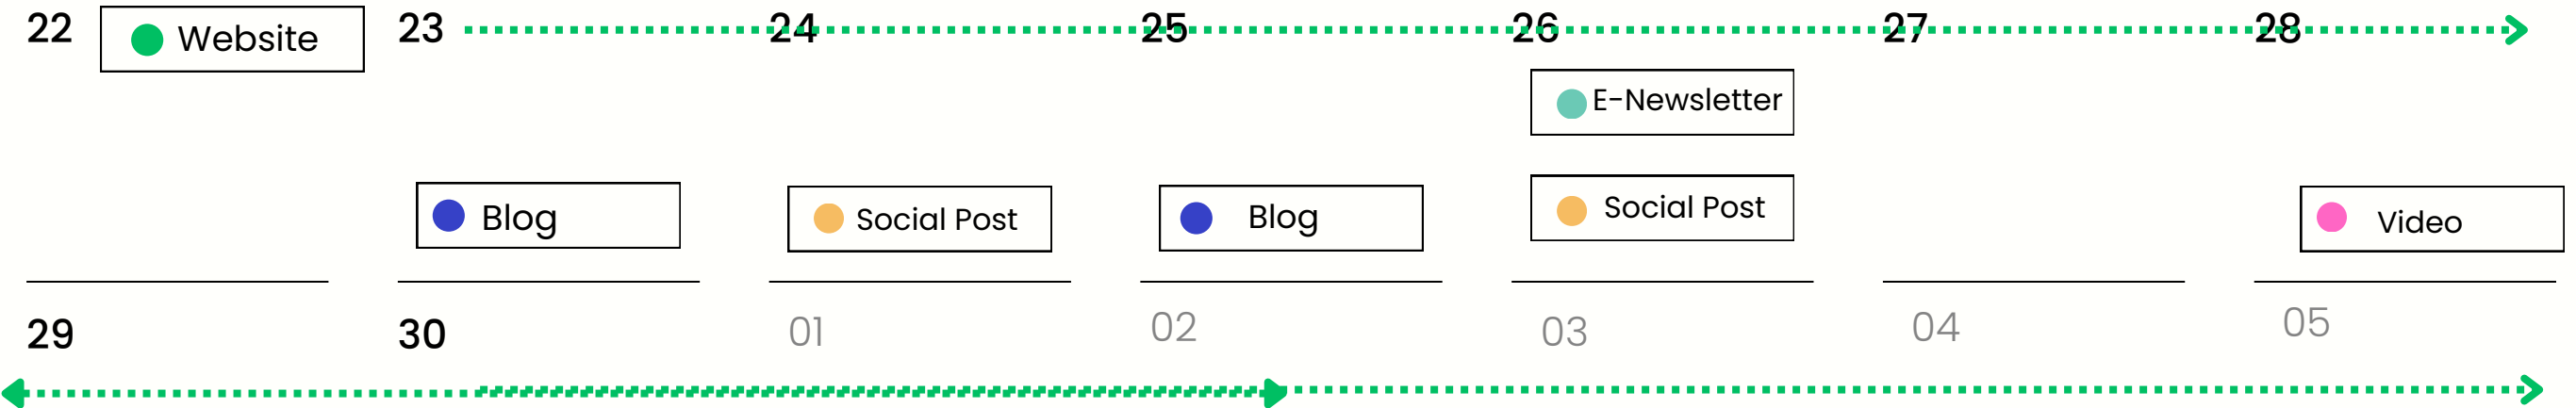 22 Website 23 24 25 26 27 28
E-Newsletter
Blog Social Post Blog Social Post Video
29 30 01 02 03 04 05